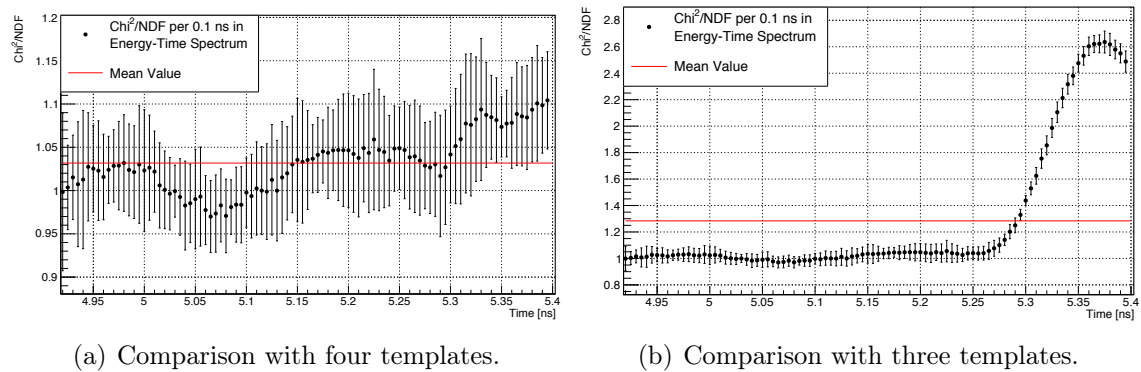 Chi²/NDF
1.2
1.15
1.1
1.05
1
0.95
0.9
Chi²/NDF per 0.1 ns in
Energy-Time Spectrum
Mean Value
4.95 5 5.05 5.1 5.15 5.2 5.25 5.3 5.35 5.4
Time [ns]
(a) Comparison with four templates.
Chi²/NDF
2.8
2.6
2.4
2.2
2
1.8
1.6
1.4
1.2
1
0.8
Chi²/NDF per 0.1 ns in
Energy-Time Spectrum
Mean Value
4.95 5.00 5.05 5.10 5.15 5.20 5.25 5.30 5.35 5.4
Time [ns]
(b) Comparison with three templates.